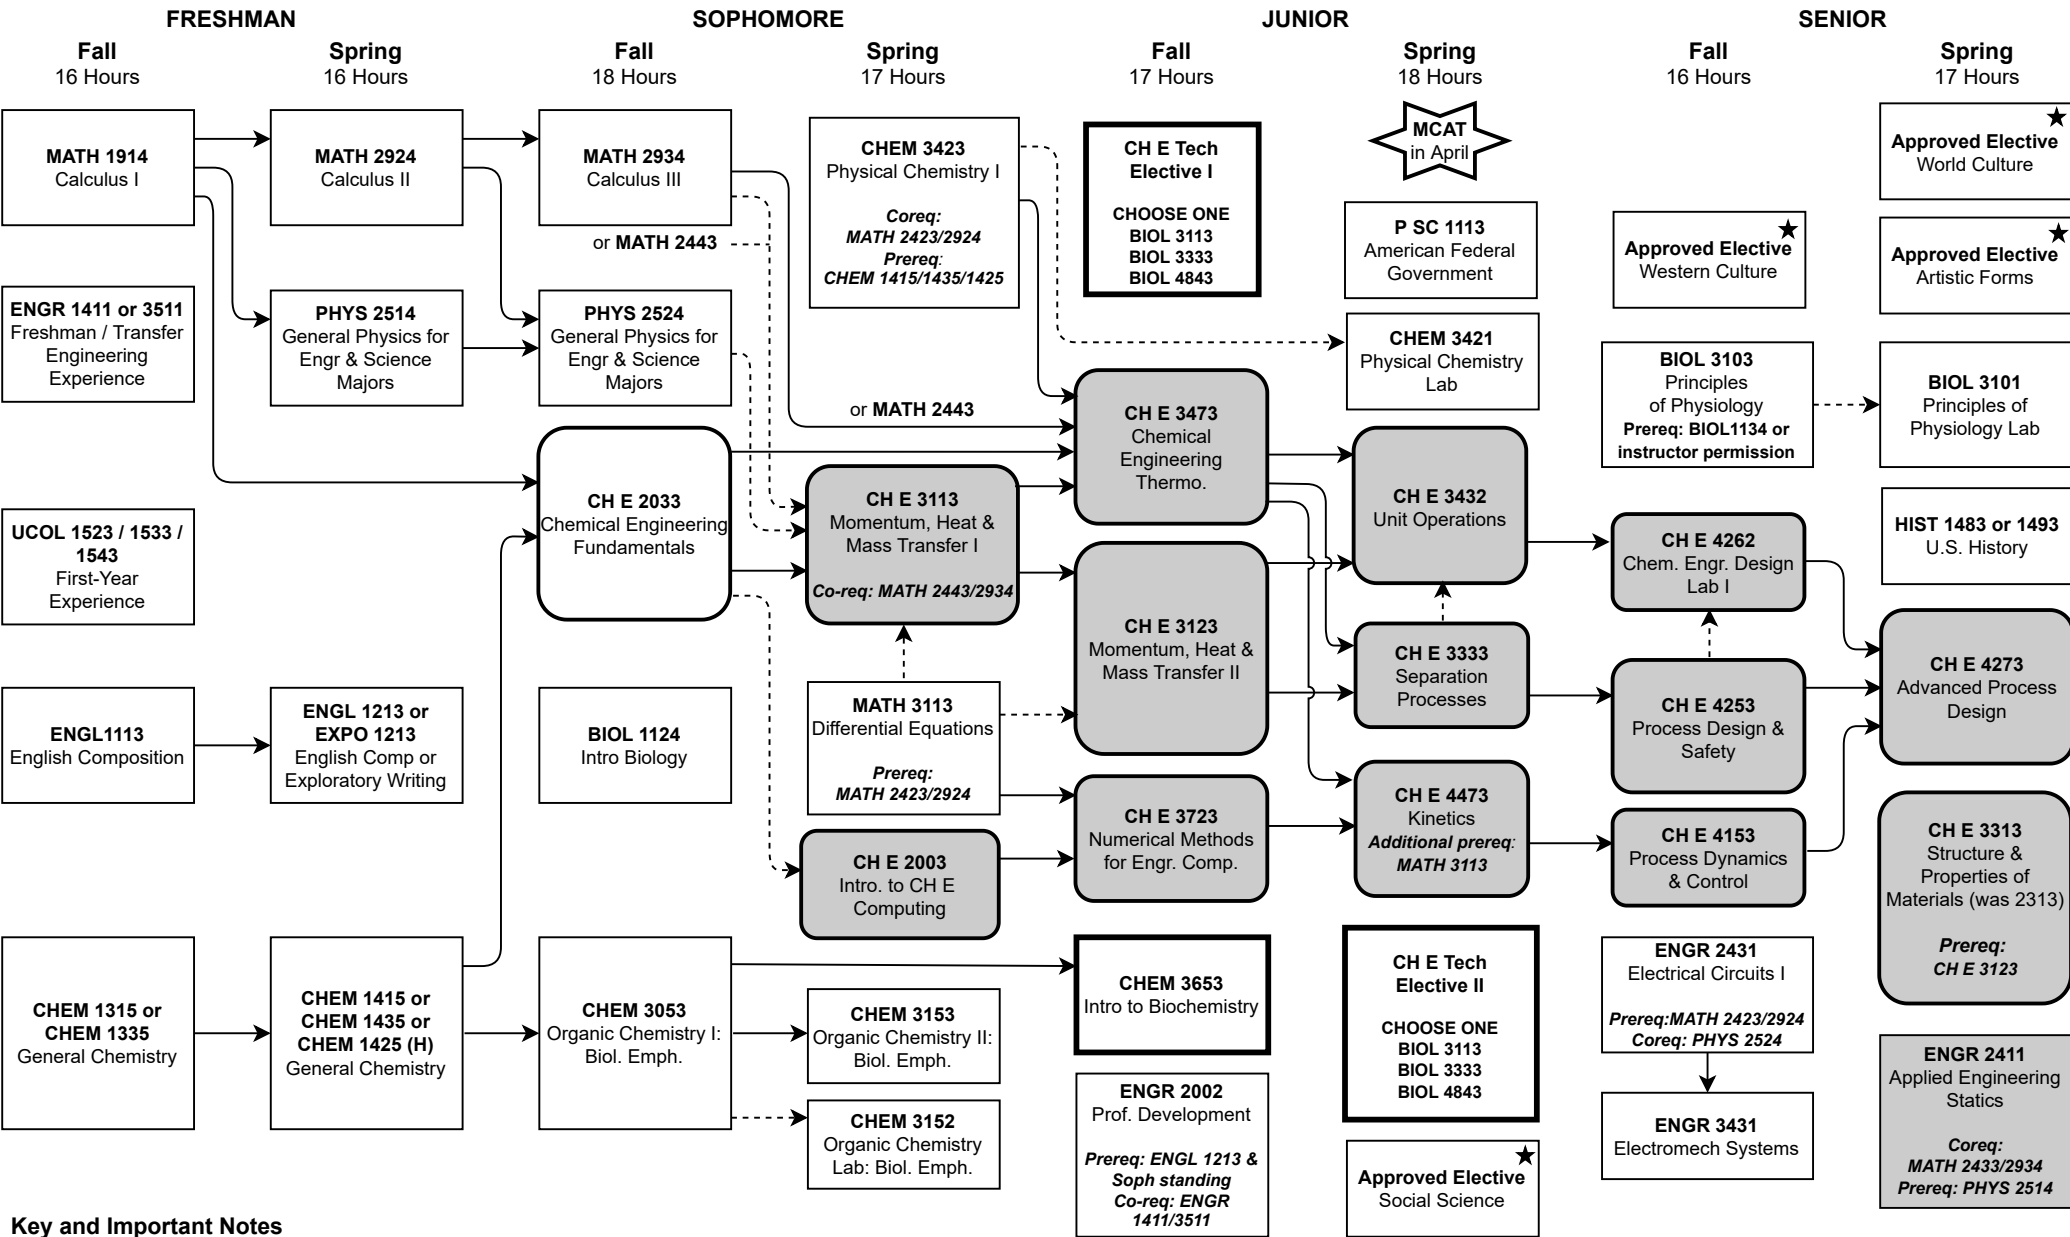 FRESHMAN
SOPHOMORE
JUNIOR
SENIOR
Fall
16 Hours
Spring
16 Hours
Fall
18 Hours
Spring
17 Hours
Fall
17 Hours
Spring
18 Hours
Fall
16 Hours
Spring
17 Hours
MATH 1914
Calculus I
ENGR 1411 or 3511
Freshman / Transfer
Engineering
Experience
UCOL 1523 / 1533 /
1543
First-Year
Experience
ENGL1113
English Composition
CHEM 1315 or
CHEM 1335
General Chemistry
MATH 2924
Calculus II
PHYS 2514
General Physics for
Engr & Science
Majors
ENGL 1213 or
EXPO 1213
English Comp or
Exploratory Writing
CHEM 1415 or
CHEM 1435 or
CHEM 1425 (H)
General Chemistry
MATH 2934
Calculus III
or MATH 2443
PHYS 2524
General Physics for
Engr & Science
Majors
CH E 2033
Chemical Engineering
Fundamentals
BIOL 1124
Intro Biology
CHEM 3053
Organic Chemistry I:
Biol. Emph.
CHEM 3423
Physical Chemistry I
Coreq:
MATH 2423/2924
Prereq:
CHEM 1415/1435/1425
or MATH 2443
CH E 3113
Momentum, Heat &
Mass Transfer I
Co-req: MATH 2443/2934
MATH 3113
Differential Equations
Prereq:
MATH 2423/2924
CH E 2003
Intro. to CH E
Computing
CHEM 3153
Organic Chemistry II:
Biol. Emph.
CHEM 3152
Organic Chemistry
Lab: Biol. Emph.
CH E Tech
Elective I
CHOOSE ONE
BIOL 3113
BIOL 3333
BIOL 4843
CH E 3473
Chemical
Engineering
Thermo.
CH E 3123
Momentum, Heat &
Mass Transfer II
CH E 3723
Numerical Methods
for Engr. Comp.
CHEM 3653
Intro to Biochemistry
ENGR 2002
Prof. Development
Prereq: ENGL 1213 &
Soph standing
Co-req: ENGR
1411/3511
MCAT
in April
P SC 1113
American Federal
Government
CHEM 3421
Physical Chemistry
Lab
CH E 3432
Unit Operations
CH E 3333
Separation
Processes
CH E 4473
Kinetics
Additional prereq:
MATH 3113
CH E Tech
Elective II
CHOOSE ONE
BIOL 3113
BIOL 3333
BIOL 4843
Approved Elective
Social Science
Approved Elective
Western Culture
BIOL 3103
Principles
of Physiology
Prereq: BIOL1134 or
instructor permission
CH E 4262
Chem. Engr. Design
Lab I
CH E 4253
Process Design &
Safety
CH E 4153
Process Dynamics
& Control
ENGR 2431
Electrical Circuits I
Prereq:MATH 2423/2924
Coreq: PHYS 2524
ENGR 3431
Electromech Systems
Approved Elective
World Culture
Approved Elective
Artistic Forms
BIOL 3101
Principles of
Physiology Lab
HIST 1483 or 1493
U.S. History
CH E 4273
Advanced Process
Design
CH E 3313
Structure &
Properties of
Materials (was 2313)
Prereq:
CH E 3123
ENGR 2411
Applied Engineering
Statics
Coreq:
MATH 2433/2934
Prereq: PHYS 2514
Key and Important Notes